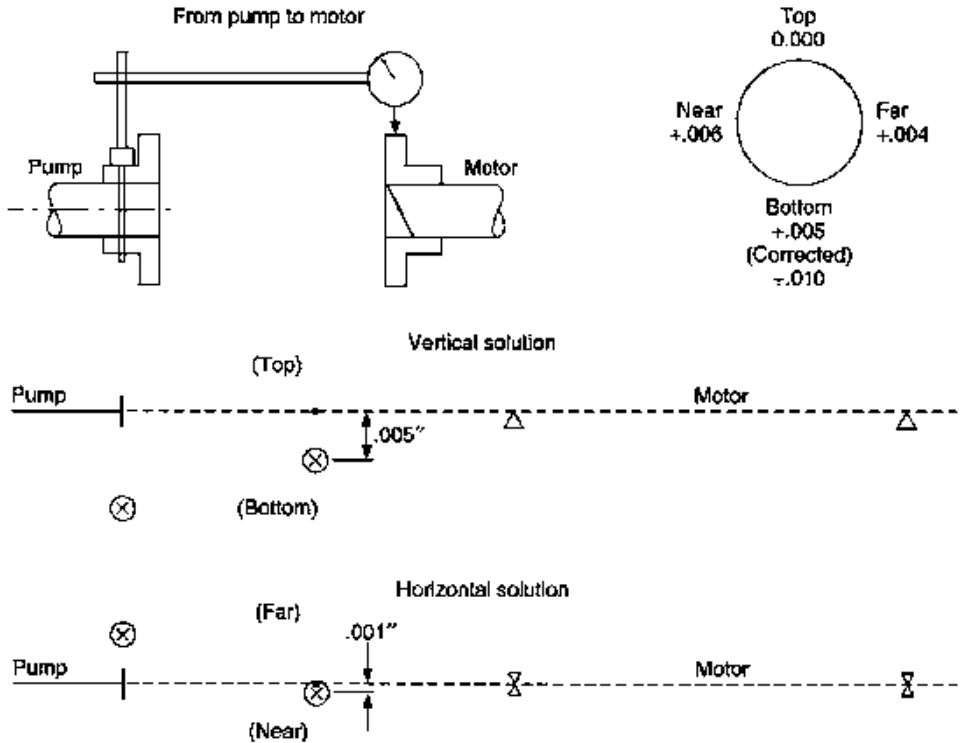 From pump to motor
Top
0.000
Near
+.006
Far
+.004
Pump
Motor
Bottom
+.005
(Corrected)
+.010
Vertical solution
(Top)
Pump
Motor
.005"
(Bottom)
Horizontal solution
(Far)
.001"
Pump
Motor
(Near)